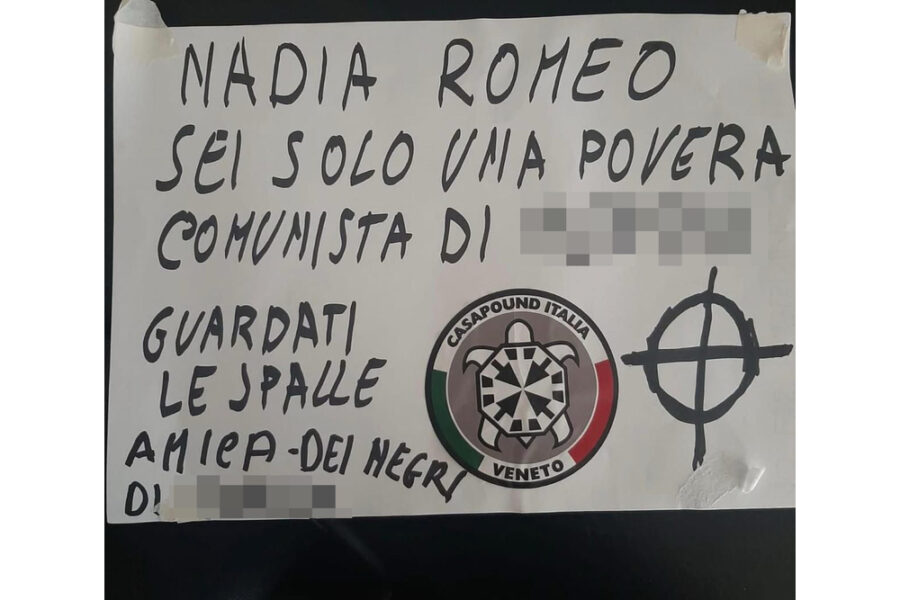 NADIA ROMEO
SEI SOLO UNA POVERA
COMUNISTA DI
GUARDATI
LE SPALLE
AMICA-DEI NEGRI
DI
CASAPOUND ITALIA
VENETO